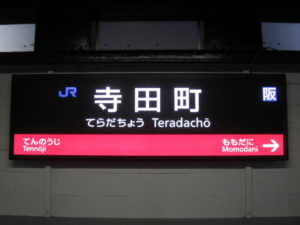 JR 寺田町 阪
てらだちょう Teradachō
てんのうじ ももだに
Tennōji Momodani →